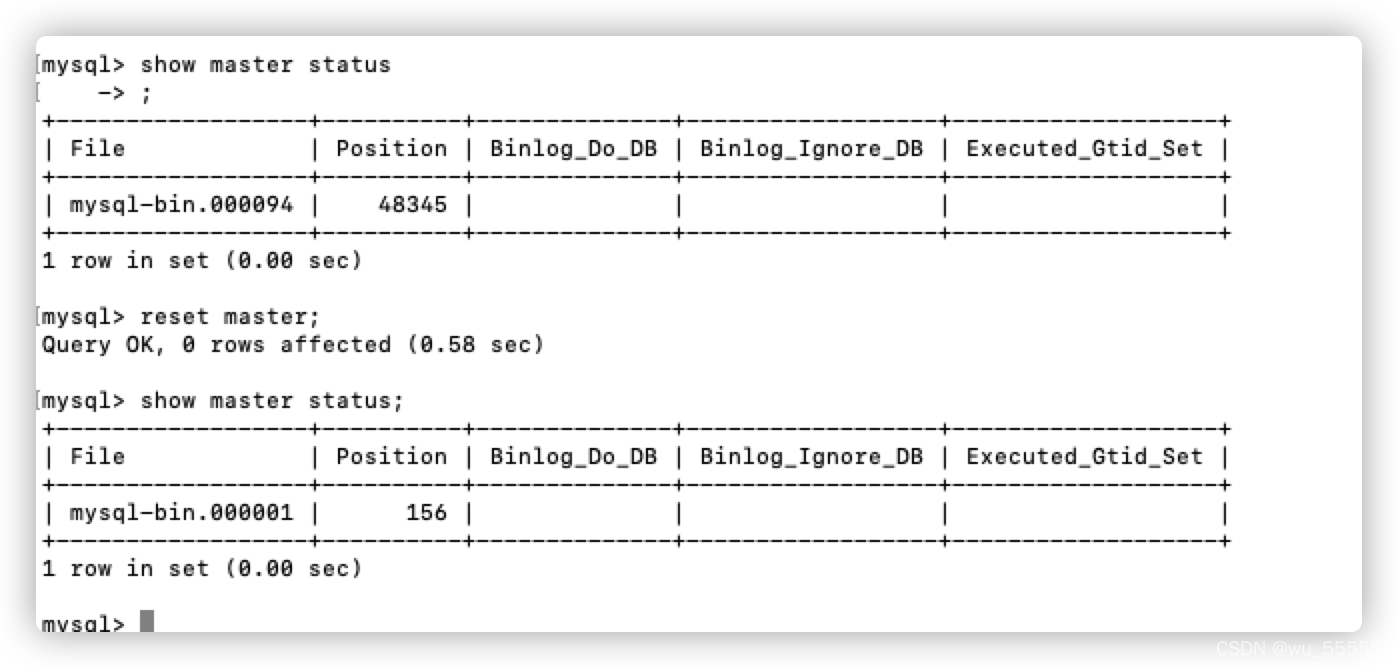 [mysql> show master status
[    -> ;
+------------------+----------+--------------+------------------+-------------------+
| File             | Position | Binlog_Do_DB | Binlog_Ignore_DB | Executed_Gtid_Set |
+------------------+----------+--------------+------------------+-------------------+
| mysql-bin.000094 |    48345 |              |                  |                   |
+------------------+----------+--------------+------------------+-------------------+
1 row in set (0.00 sec)
[mysql> reset master;
Query OK, 0 rows affected (0.58 sec)
[mysql> show master status;
+------------------+----------+--------------+------------------+-------------------+
| File             | Position | Binlog_Do_DB | Binlog_Ignore_DB | Executed_Gtid_Set |
+------------------+----------+--------------+------------------+-------------------+
| mysql-bin.000001 |      156 |              |                  |                   |
+------------------+----------+--------------+------------------+-------------------+
1 row in set (0.00 sec)
mysql>
CSDN